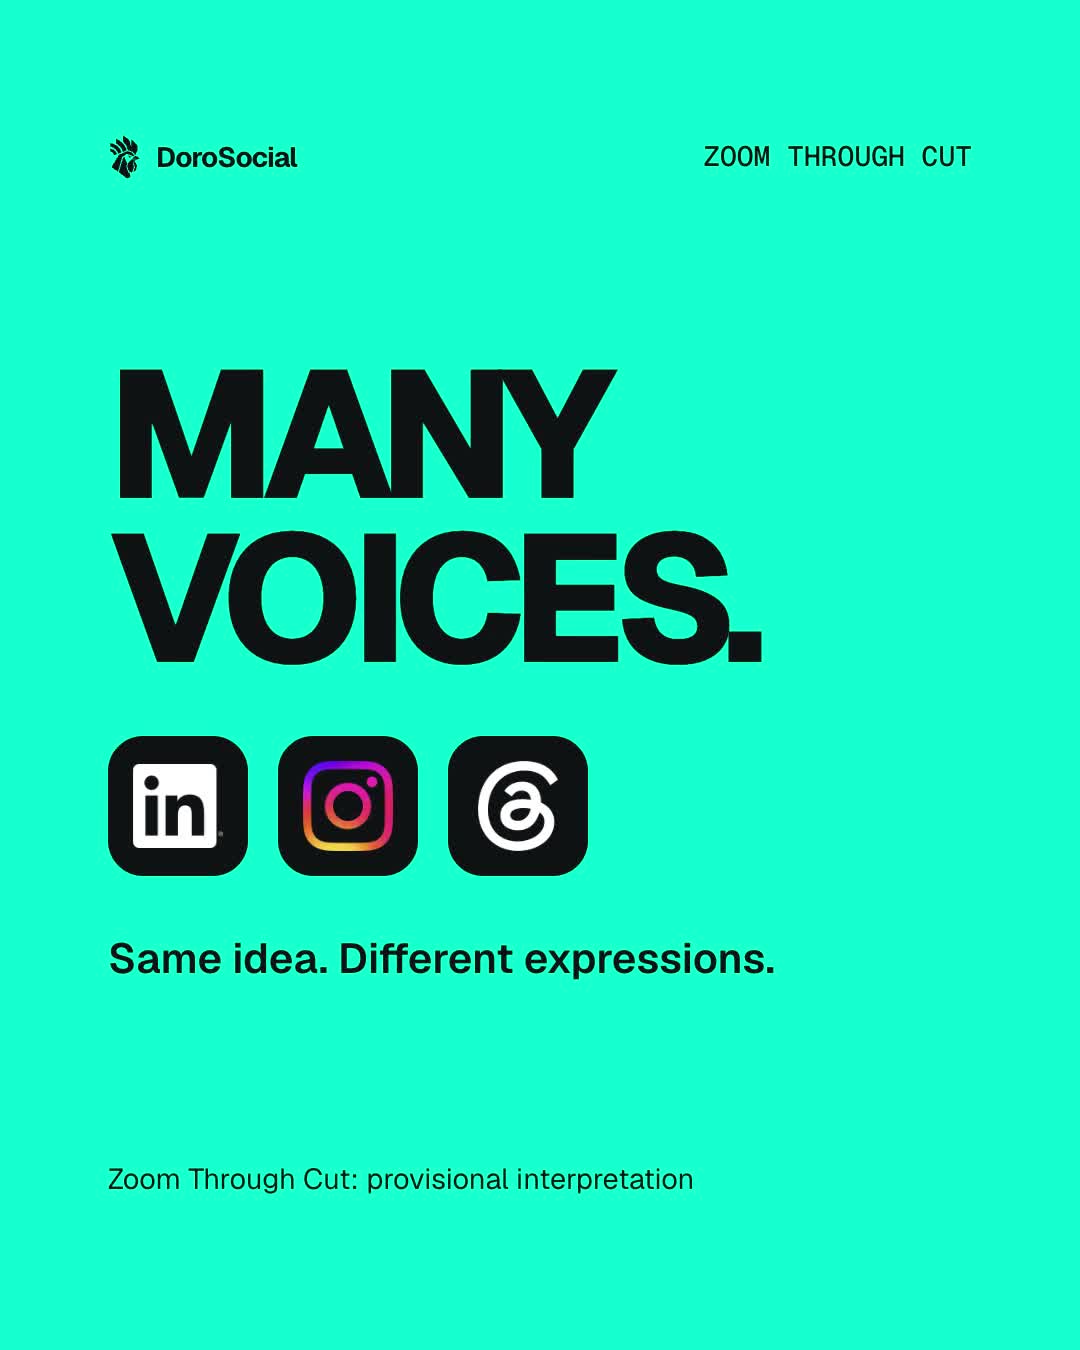 DoroSocial
ZOOM THROUGH CUT
MANY
VOICES.
in
Same idea. Different expressions.
Zoom Through Cut: provisional interpretation